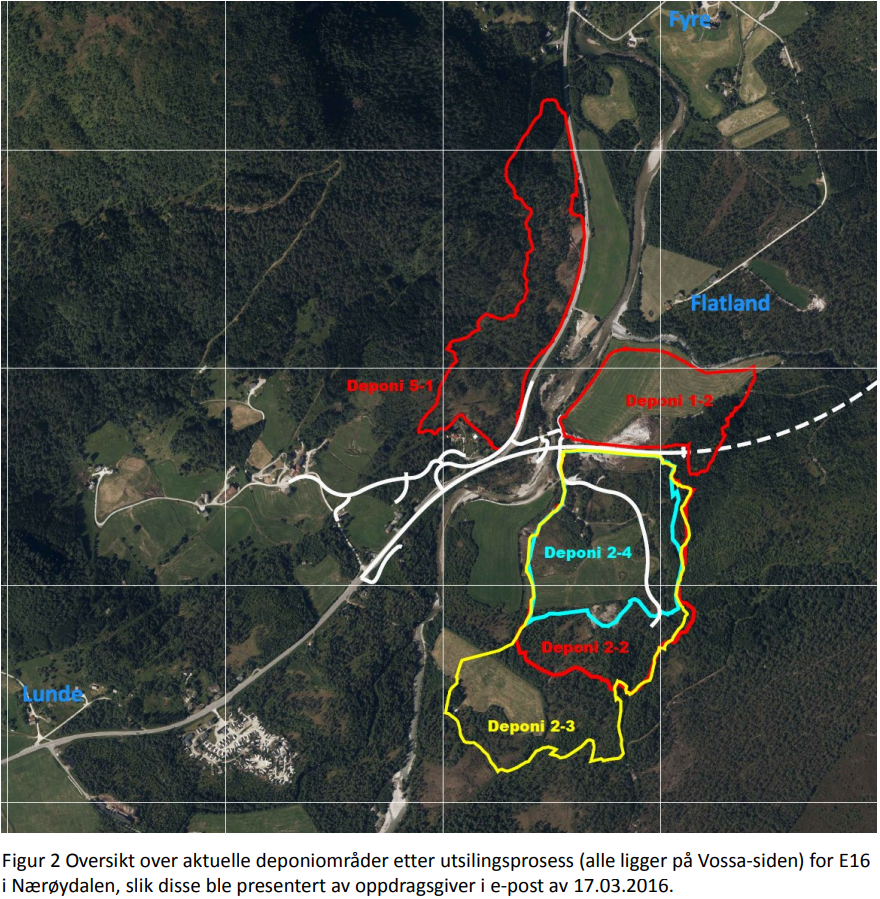 Fyre
Flatland
Deponi 5-1
Deponi 1-2
Deponi 2-4
Deponi 2-2
Lunde
Deponi 2-3
Figur 2 Oversikt over aktuelle deponiområder etter utsilingsprosess (alle ligger på Vossa-siden) for E16
i Nærøydalen, slik disse ble presentert av oppdragsgiver i e-post av 17.03.2016.